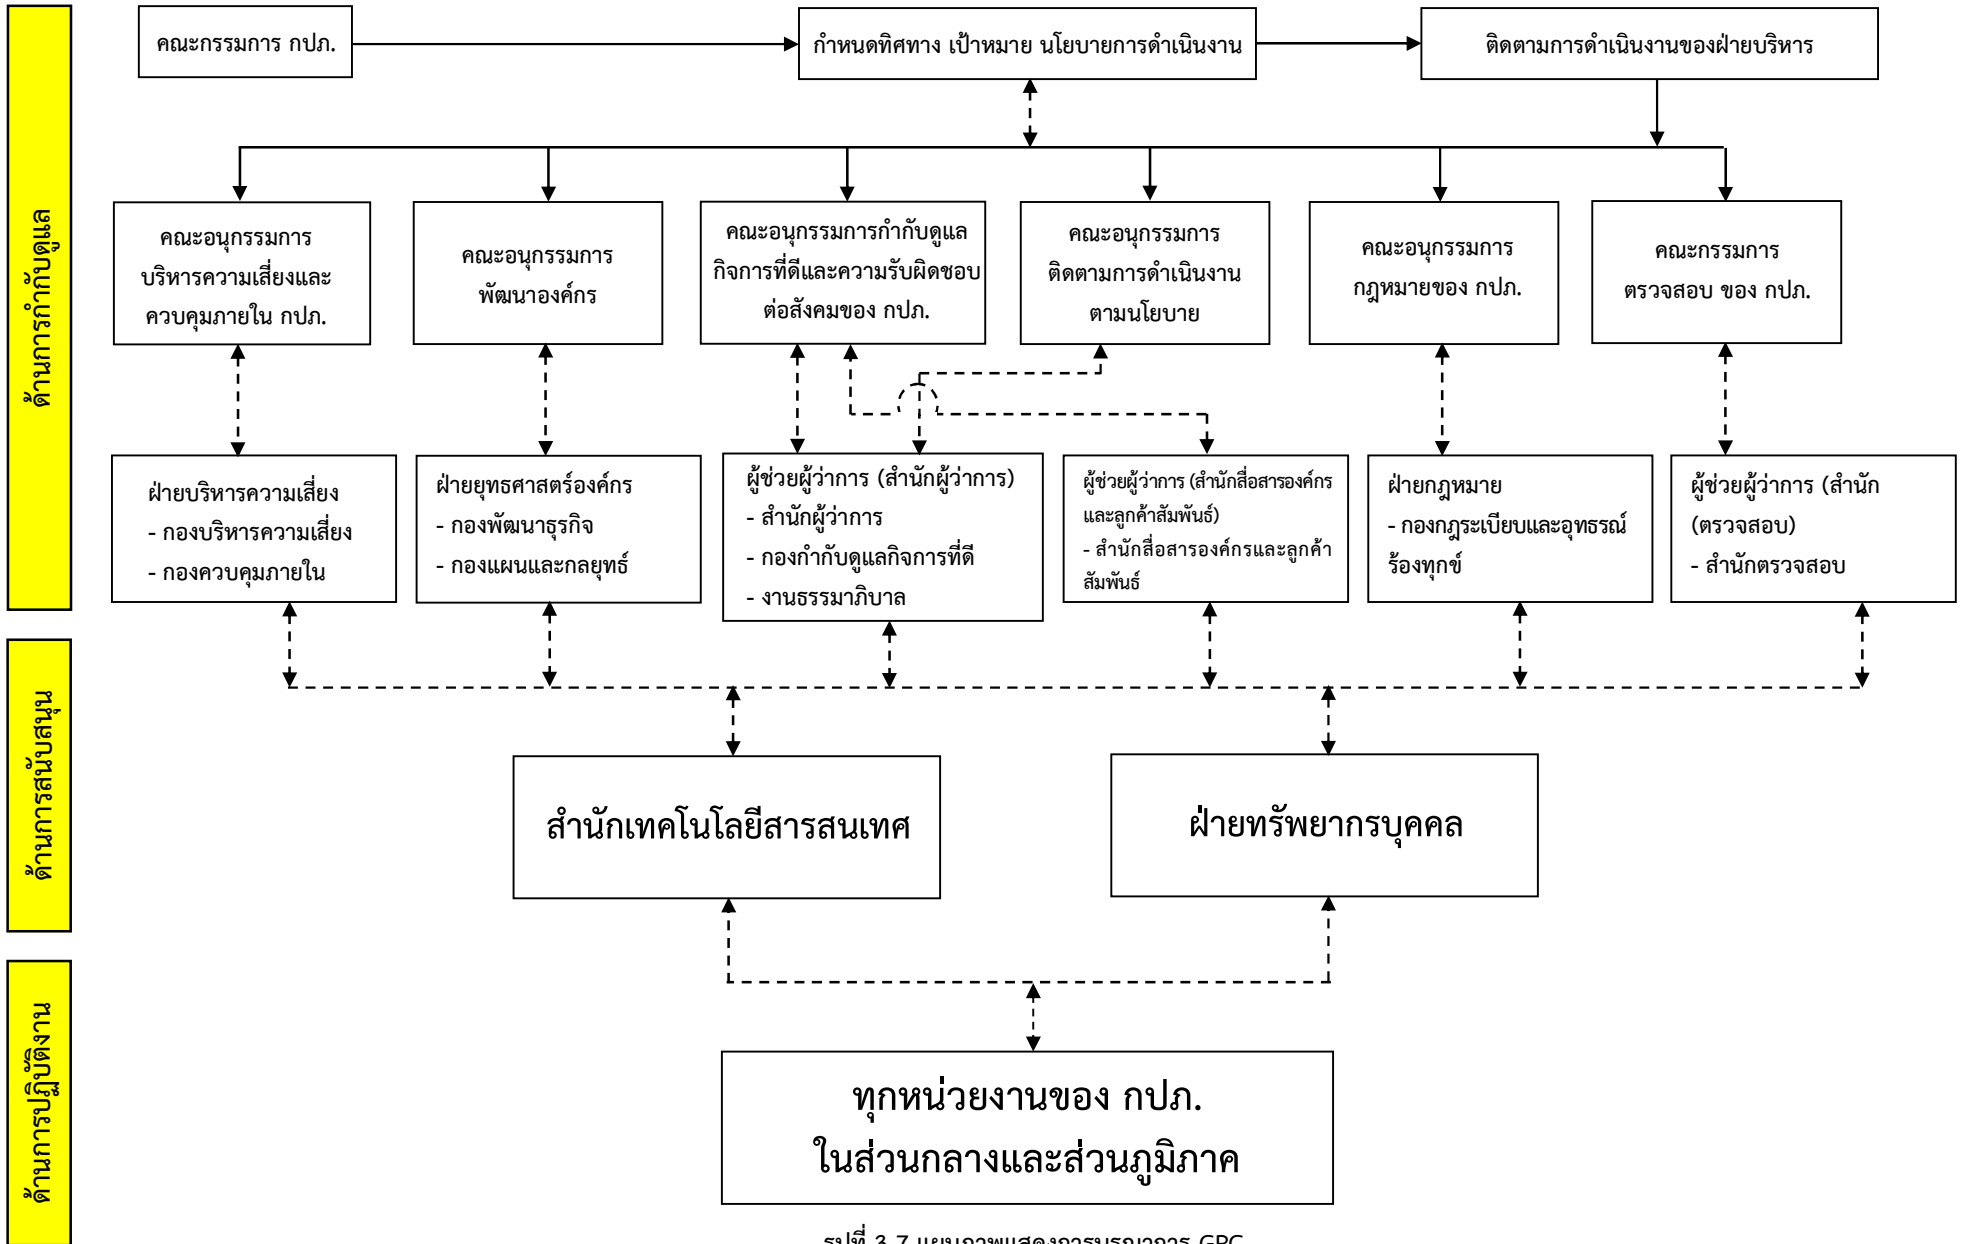 คณะกรรมการ กปภ.
กำหนดทิศทาง เป้าหมาย นโยบายการดำเนินงาน
ติดตามการดำเนินงานของฝ่ายบริหาร
ด้านการกำกับดูแล
คณะอนุกรรมการ
บริหารความเสี่ยงและ
ควบคุมภายใน กปภ.
คณะอนุกรรมการ
พัฒนาองค์กร
คณะอนุกรรมการกำกับดูแล
กิจการที่ดีและความรับผิดชอบ
ต่อสังคมของ กปภ.
คณะอนุกรรมการ
ติดตามการดำเนินงาน
ตามนโยบาย
คณะอนุกรรมการ
กฎหมายของ กปภ.
คณะกรรมการ
ตรวจสอบ ของ กปภ.
ฝ่ายบริหารความเสี่ยง
- กองบริหารความเสี่ยง
- กองควบคุมภายใน
ฝ่ายยุทธศาสตร์องค์กร
- กองพัฒนาธุรกิจ
- กองแผนและกลยุทธ์
ผู้ช่วยผู้ว่าการ (สำนักผู้ว่าการ)
- สำนักผู้ว่าการ
- กองกำกับดูแลกิจการที่ดี
- งานธรรมาภิบาล
ผู้ช่วยผู้ว่าการ (สำนักสื่อสารองค์กร
และลูกค้าสัมพันธ์)
- สำนักสื่อสารองค์กรและลูกค้า
สัมพันธ์
ฝ่ายกฎหมาย
- กองกฎระเบียบและอุทธรณ์
ร้องทุกข์
ผู้ช่วยผู้ว่าการ (สำนัก
(ตรวจสอบ)
- สำนักตรวจสอบ
ด้านการสนับสนุน
สำนักเทคโนโลยีสารสนเทศ
ฝ่ายทรัพยากรบุคคล
ด้านการปฏิบัติงาน
ทุกหน่วยงานของ กปภ.
ในส่วนกลางและส่วนภูมิภาค
รูปที่ 3.7 แผนภาพแสดงการบูรณาการ GRC